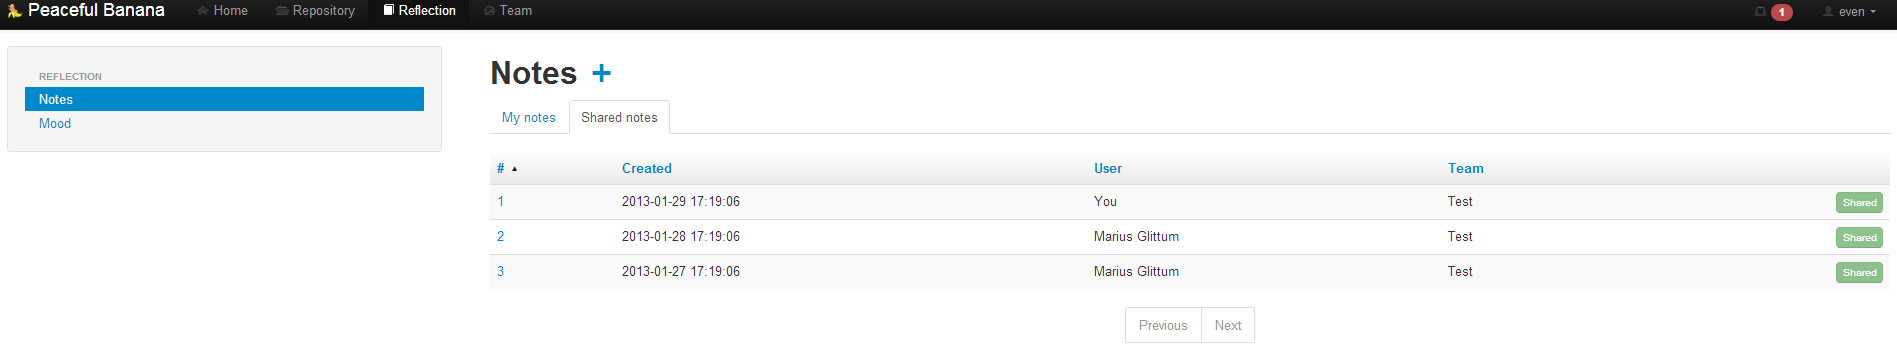 Peaceful Banana Home Repository Reflection Team 1 even
REFLECTION
Notes
Mood
Notes +
My notes Shared notes
# Created User Team
1 2013-01-29 17:19:06 You Test Shared
2 2013-01-28 17:19:06 Marius Glittum Test Shared
3 2013-01-27 17:19:06 Marius Glittum Test Shared
Previous Next